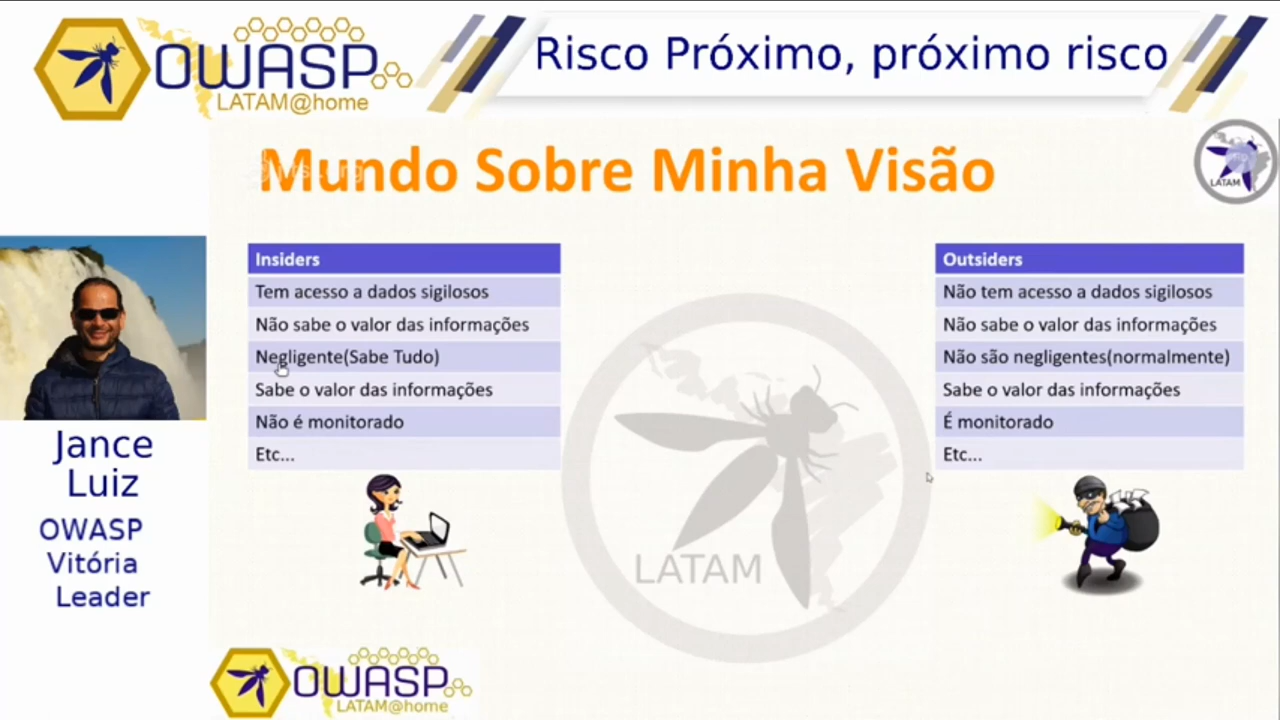 OWASP
LATAM@home
Risco Próximo, próximo risco
Mundo Sobre Minha Visão
LATAM
Insiders
Tem acesso a dados sigilosos
Não sabe o valor das informações
Negligente(Sabe Tudo)
Sabe o valor das informações
Não é monitorado
Etc...
Outsiders
Não tem acesso a dados sigilosos
Não sabe o valor das informações
Não são negligentes(normalmente)
Sabe o valor das informações
É monitorado
Etc...
Jance
Luiz
OWASP
Vitória
Leader
LATAM
OWASP
LATAM@home